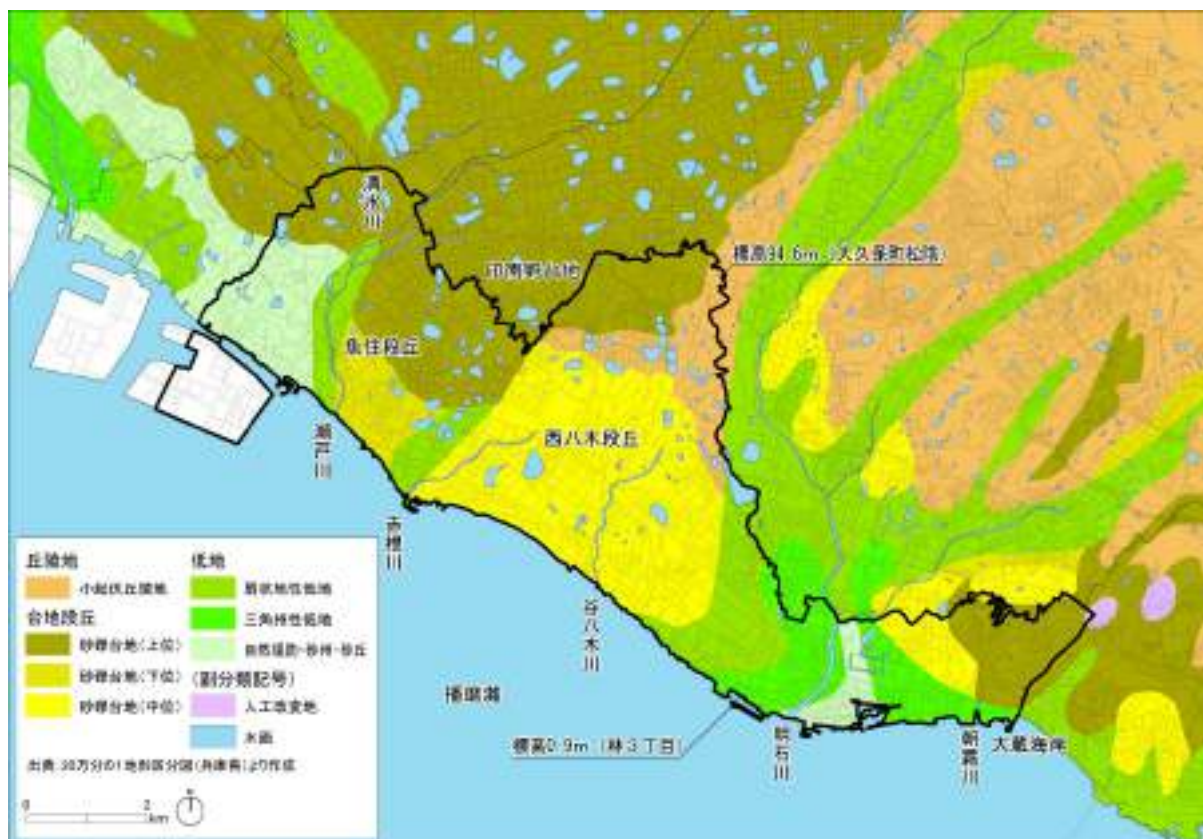 清水川
印南野台地
標高94.6m (大久保町松陰)
魚住段丘
西八木段丘
瀬戸川
赤根川
谷八木川
播磨灘
標高0.9m (林3丁目)
明石川
朝霧川
大蔵海岸
丘陵地
小起伏丘陵地
台地段丘
砂礫台地(上位)
砂礫台地(下位)
砂礫台地(中位)
低地
扇状地性低地
三角州性低地
自然堤防・砂州・砂丘
(副分類記号)
人工改変地
水面
出典:20万分の1地形区分図(兵庫県)より作成
0 2
km
N